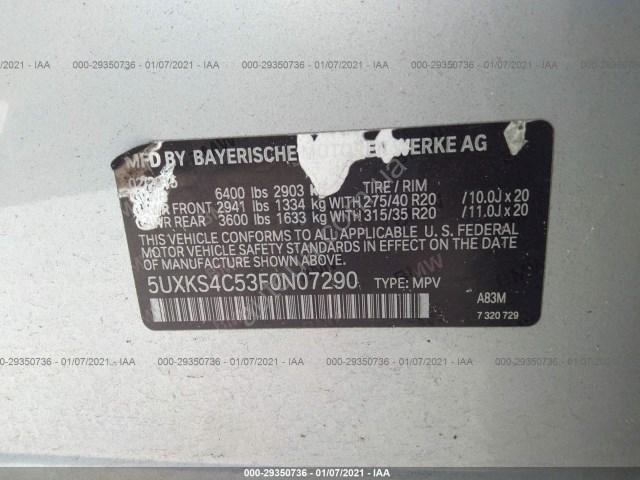 000-29350736 - 01/07/2021 - IAA
MFD BY BAYERISCHE MOTOREN WERKE AG
6400 lbs 2903 TIRE / RIM
FRONT 2941 lbs 1334 kg WITH 275/40 R20 /10.0J x 20
REAR 3600 lbs 1633 kg WITH 315/35 R20 /11.0J x 20
THIS VEHICLE CONFORMS TO ALL APPLICABLE U. S. FEDERAL
MOTOR VEHICLE SAFETY STANDARDS IN EFFECT ON THE DATE
OF MANUFACTURE SHOWN ABOVE.
5UXKS4C53F0N07290 TYPE: MPV
A83M
7 320 729
000-29350736 - 01/07/2021 - IAA